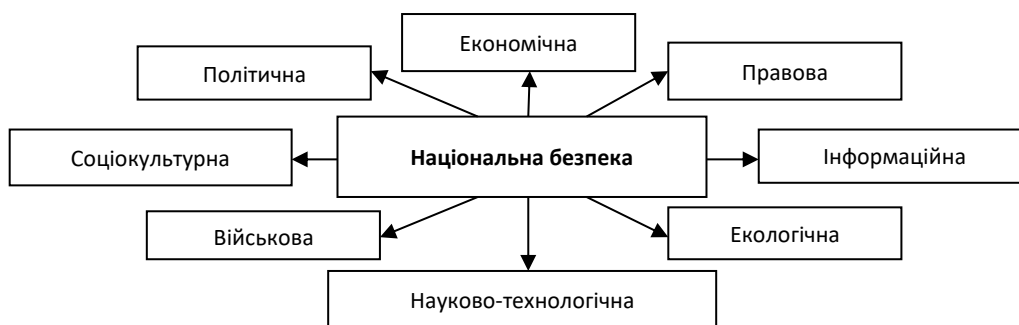 Економічна
Політична
Правова
Соціокультурна
Національна безпека
Інформаційна
Військова
Екологічна
Науково-технологічна